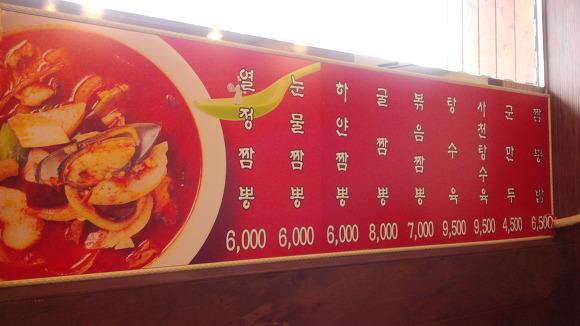 열정짬뽕 6,000
눈물짬뽕 6,000
하얀짬뽕 6,000
굴짬뽕 8,000
볶음짬뽕 7,000
탕수육 9,500
사천탕수육 9,500
군만두 4,500
짬뽕밥 6,500